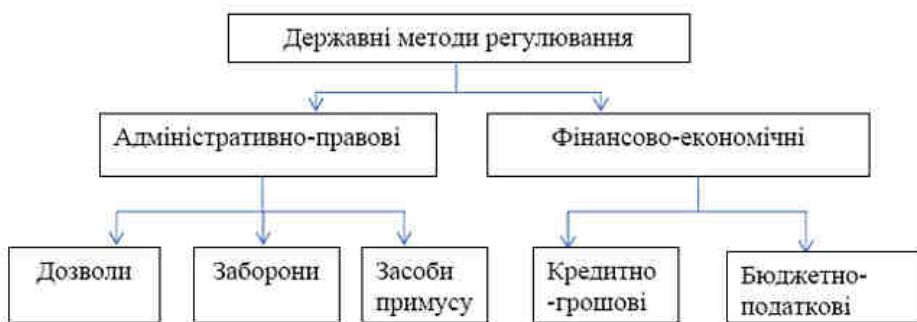 Державні методи регулювання
Адміністративно-правові
Фінансово-економічні
Дозволи
Заборони
Засоби
примусу
Кредитно
-грошові
Бюджетно-
податкові